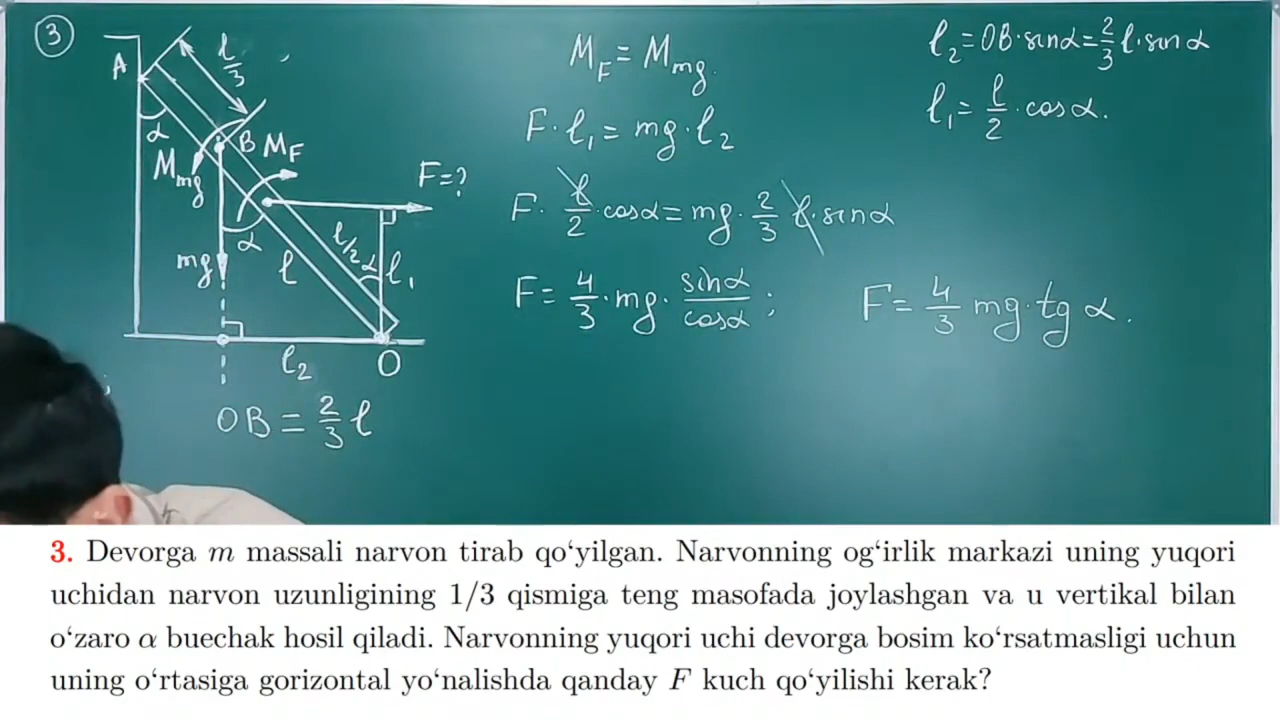 3
A
α
l/3
B
M_mg
M_F
F=?
α
mg
l
l/2
α
l₁
l₂
O
OB = 2/3 l
M_F = M_mg.
F·l₁ = mg·l₂
F· l/2 ·cosα = mg· 2/3 l·sinα
F = 4/3 ·mg· sinα/cosα ;
F = 4/3 mg·tg α.
l₂ = OB·sinα = 2/3 l·sinα
l₁ = l/2 ·cosα.
3. Devorga m massali narvon tirab qo‘yilgan. Narvonning og‘irlik markazi uning yuqori
uchidan narvon uzunligining 1/3 qismiga teng masofada joylashgan va u vertikal bilan
o‘zaro α buechak hosil qiladi. Narvonning yuqori uchi devorga bosim ko‘rsatmasligi uchun
uning o‘rtasiga gorizontal yo‘nalishda qanday F kuch qo‘yilishi kerak?